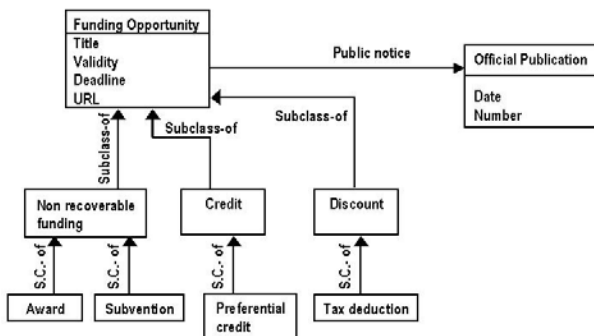 Funding Opportunity
Title
Validity
Deadline
URL
Public notice
Official Publication
Date
Number
Subclass-of
Subclass-of
Subclass-of
Non recoverable
funding
Credit
Discount
S.C.- of
S.C.- of
S.C.- of
S.C.- of
Award
Subvention
Preferential
credit
Tax deduction